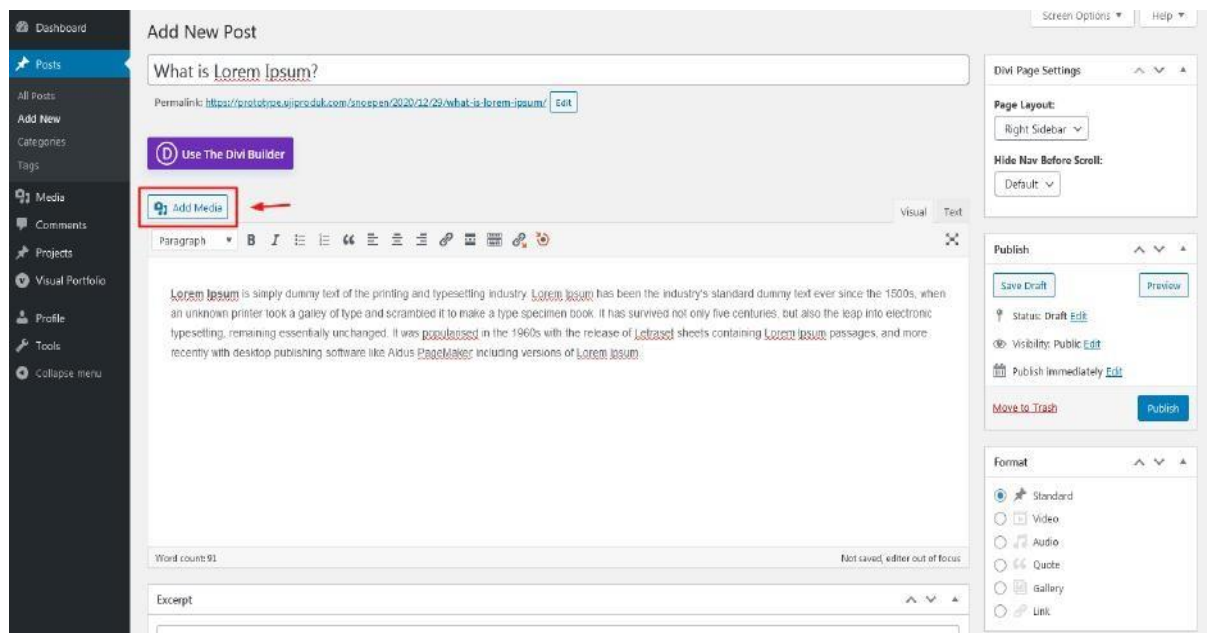 Dashboard
Posts
All Posts
Add New
Categories
Tags
Media
Comments
Projects
Visual Portfolio
Profile
Tools
Collapse menu
Screen Options
Help
Add New Post
What is Lorem Ipsum?
Permalink: https://prototype.ujiproduk.com/snoepen/2020/12/29/what-is-lorem-ipsum/ Edit
D Use The Divi Builder
Add Media
Visual Text
Paragraph B I
Lorem Ipsum is simply dummy text of the printing and typesetting industry. Lorem Ipsum has been the industry's standard dummy text ever since the 1500s, when
an unknown printer took a galley of type and scrambled it to make a type specimen book. It has survived not only five centuries, but also the leap into electronic
typesetting, remaining essentially unchanged. It was popularised in the 1960s with the release of Letraset sheets containing Lorem Ipsum passages, and more
recently with desktop publishing software like Aldus PageMaker including versions of Lorem Ipsum.
Word count: 91
Not saved, editor out of focus
Excerpt
Divi Page Settings
Page Layout:
Right Sidebar
Hide Nav Before Scroll:
Default
Publish
Save Draft Preview
Status: Draft Edit
Visibility: Public Edit
Publish immediately Edit
Move to Trash Publish
Format
Standard
Video
Audio
Quote
Gallery
Link